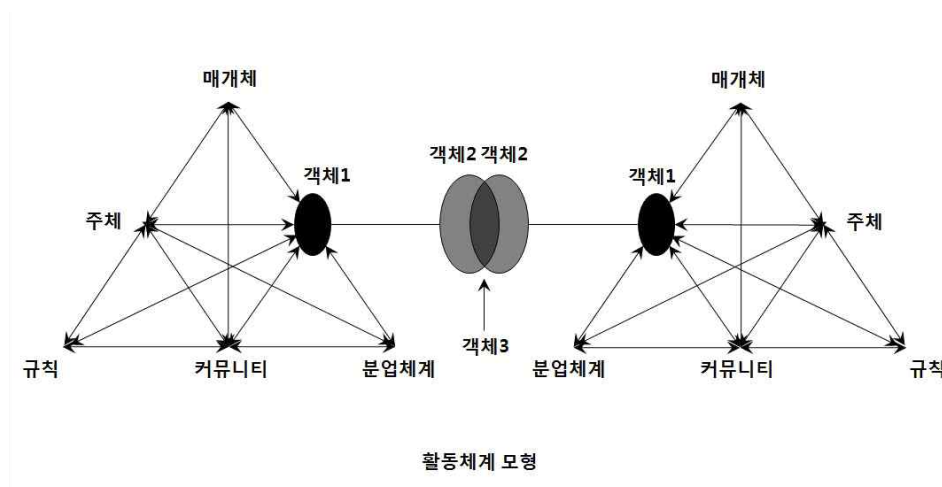 매개체
매개체
객체2 객체2
객체1
객체1
주체
주체
객체3
규칙
커뮤니티
분업체계
분업체계
커뮤니티
규칙
활동체계 모형